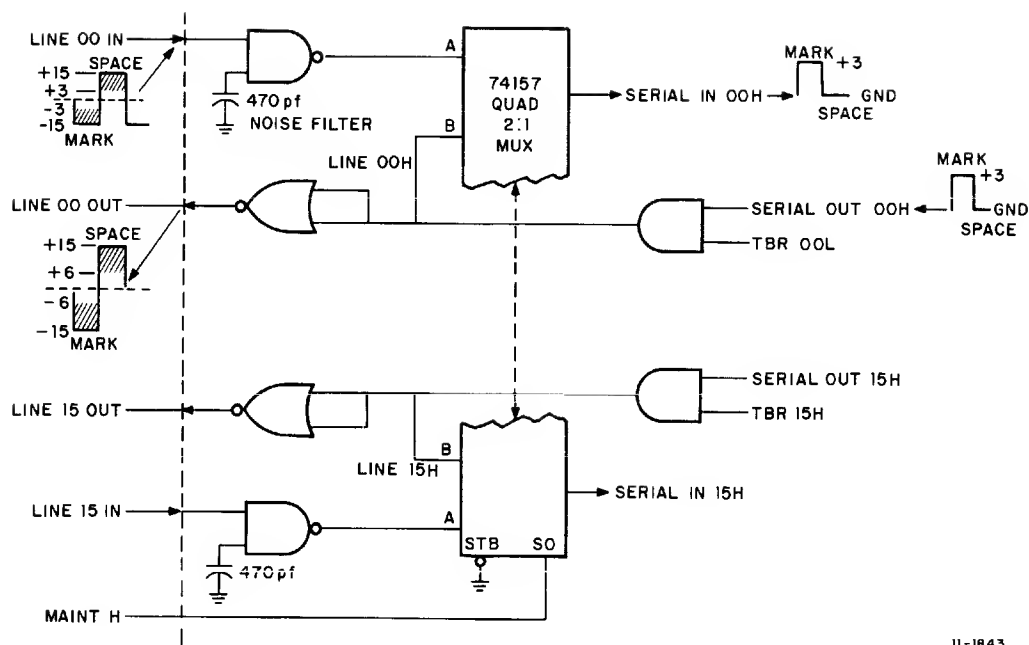 LINE 00 IN
SPACE
+15
+3
-3
-15
MARK
470 pf
NOISE FILTER
A
B
74157
QUAD
2:1
MUX
SERIAL IN 00H
MARK
+3
GND
SPACE
LINE 00H
LINE 00 OUT
SPACE
+15
+6
-6
-15
MARK
SERIAL OUT 00H
TBR 00L
MARK
+3
GND
SPACE
LINE 15 OUT
SERIAL OUT 15H
TBR 15H
B
LINE 15H
SERIAL IN 15H
LINE 15 IN
A
STB
SO
470pf
MAINT H
11-1843